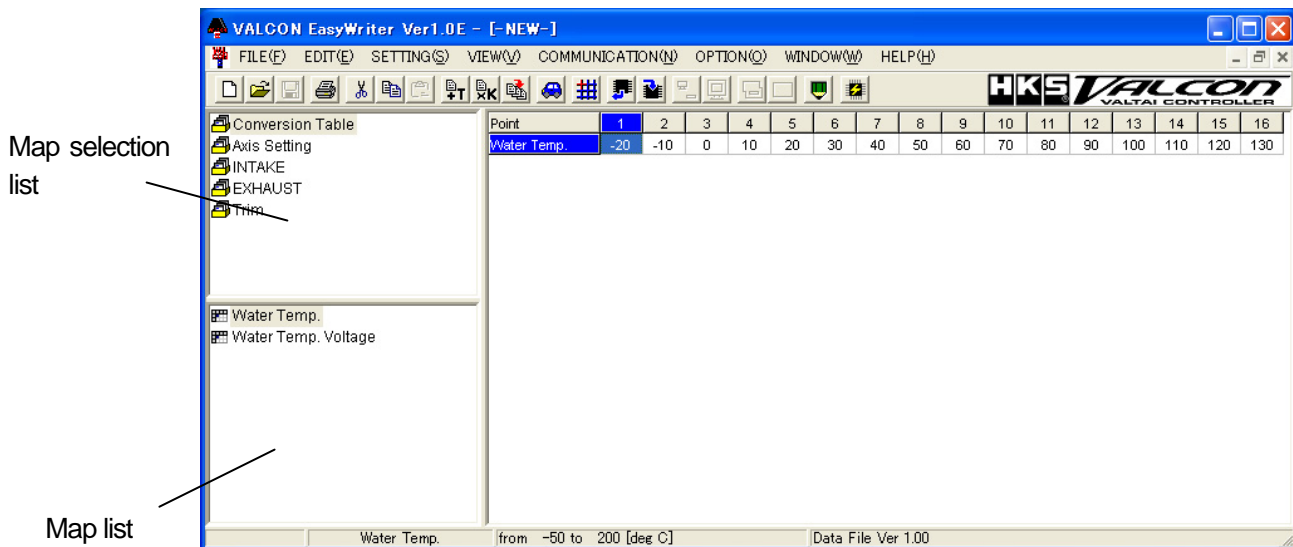 VALCON EasyWriter Ver1.0E - [-NEW-]
FILE(F) EDIT(E) SETTING(S) VIEW(V) COMMUNICATION(N) OPTION(O) WINDOW(W) HELP(H)
HKS VALCON
VALTAI CONTROLLER
Map selection list
Conversion Table
Axis Setting
INTAKE
EXHAUST
Trim
Point 1 2 3 4 5 6 7 8 9 10 11 12 13 14 15 16
Water Temp. -20 -10 0 10 20 30 40 50 60 70 80 90 100 110 120 130
Water Temp.
Water Temp. Voltage
Map list
Water Temp. from -50 to 200 [deg C] Data File Ver 1.00